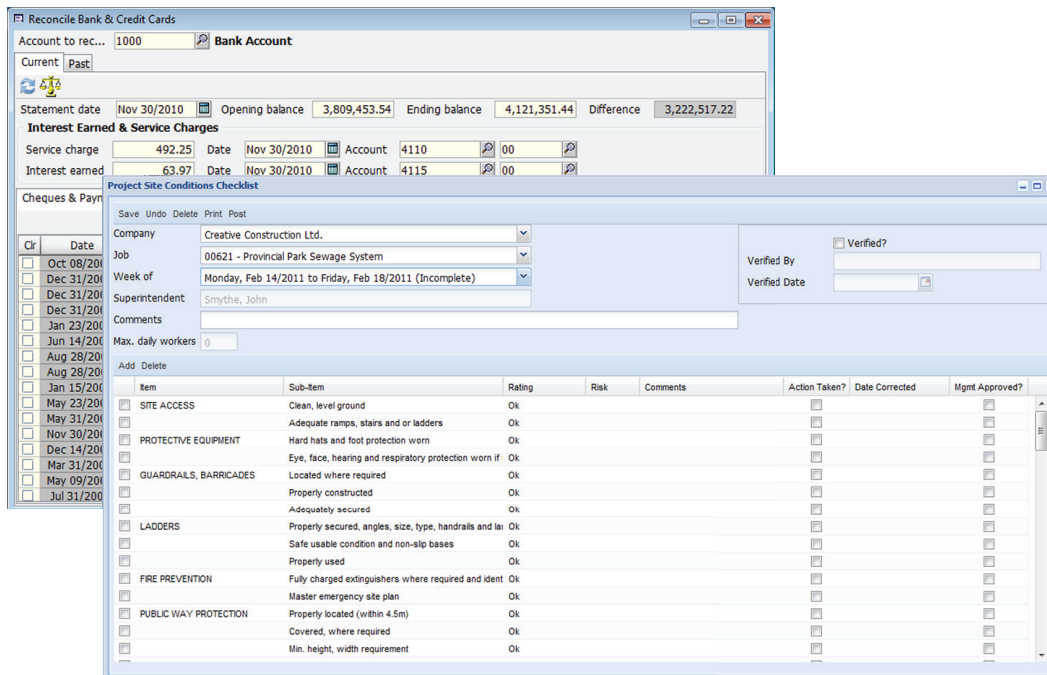 Reconcile Bank & Credit Cards
Account to rec... 1000 Bank Account
Current Past
Statement date Nov 30/2010 Opening balance 3,809,453.54 Ending balance 4,121,351.44 Difference 3,222,517.22
Interest Earned & Service Charges
Service charge 492.25 Date Nov 30/2010 Account 4110 00
Interest earned 63.97 Date Nov 30/2010 Account 4115 00
Cheques & Payn
Clr Date
Oct 08/200
Dec 31/200
Dec 31/200
Dec 31/200
Jan 23/200
Jun 14/200
Aug 28/200
Aug 28/200
Jan 15/200
May 23/200
May 31/200
Nov 30/200
Dec 14/200
Mar 31/200
May 09/200
Jul 31/200
Project Site Conditions Checklist
Save Undo Delete Print Post
Company Creative Construction Ltd.
Job 00621 - Provincial Park Sewage System
Week of Monday, Feb 14/2011 to Friday, Feb 18/2011 (Incomplete)
Superintendent Smythe, John
Comments
Max. daily workers 0
Verified?
Verified By
Verified Date
Add Delete
Item Sub-Item Rating Risk Comments Action Taken? Date Corrected Mgmt Approved?
SITE ACCESS Clean, level ground Ok
Adequate ramps, stairs and or ladders Ok
PROTECTIVE EQUIPMENT Hard hats and foot protection worn Ok
Eye, face, hearing and respiratory protection worn if Ok
GUARDRAILS, BARRICADES Located where required Ok
Properly constructed Ok
Adequately secured Ok
LADDERS Properly secured, angles, size, type, handrails and lar Ok
Safe usable condition and non-slip bases Ok
Properly used Ok
FIRE PREVENTION Fully charged extinguishers where required and ident Ok
Master emergency site plan Ok
PUBLIC WAY PROTECTION Properly located (within 4.5m) Ok
Covered, where required Ok
Min. height, width requirement Ok